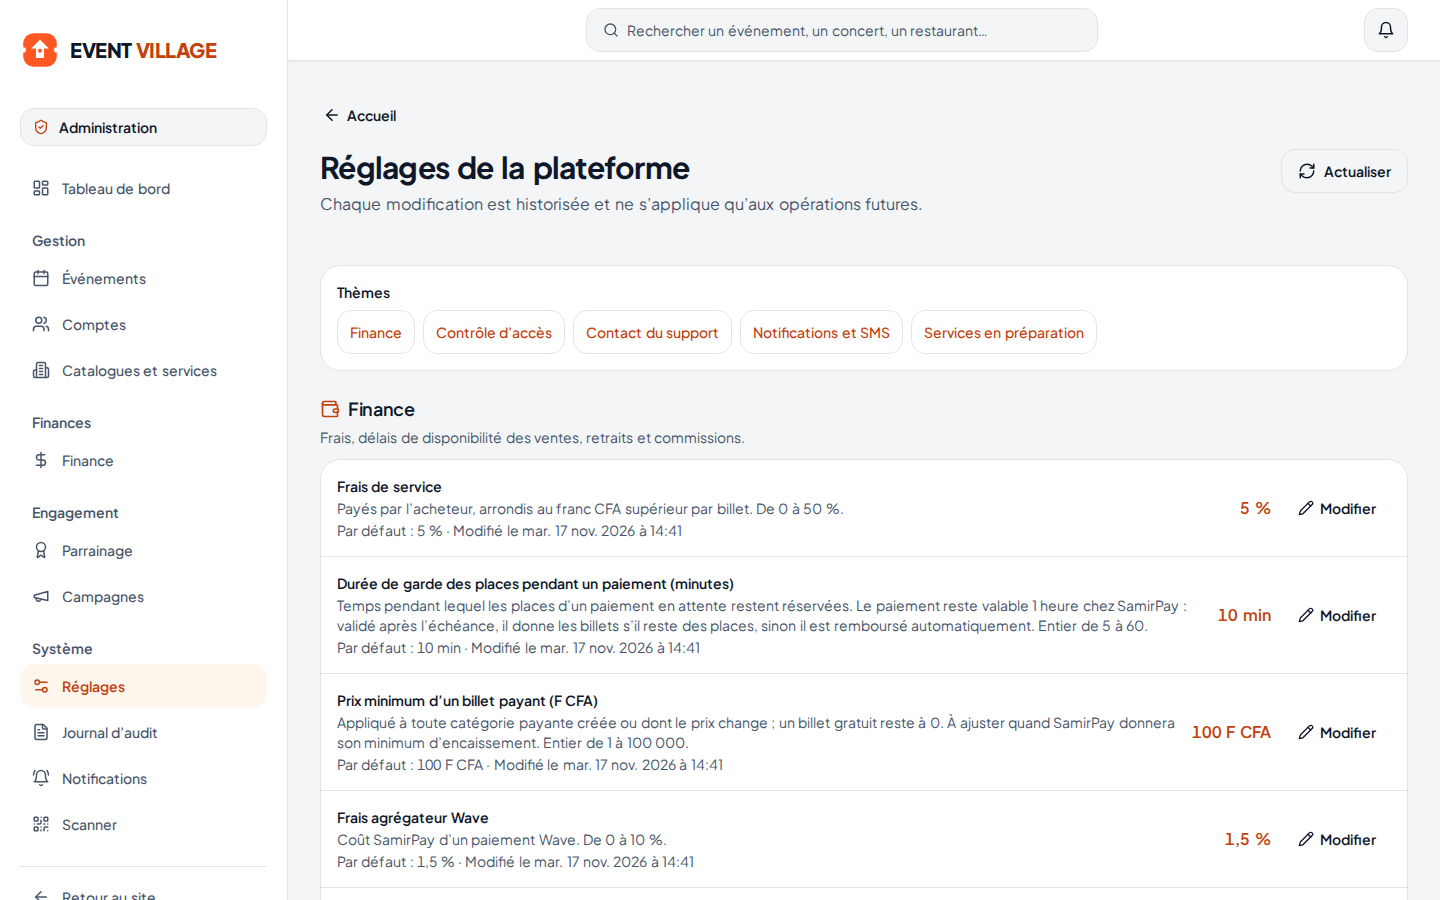 EVENT VILLAGE
Rechercher un événement, un concert, un restaurant...
Administration
Tableau de bord
Gestion
Événements
Comptes
Catalogues et services
Finances
Finance
Engagement
Parrainage
Campagnes
Système
Réglages
Journal d'audit
Notifications
Scanner
Retour au site
Accueil
Réglages de la plateforme
Actualiser
Chaque modification est historisée et ne s'applique qu'aux opérations futures.
Thèmes
Finance
Contrôle d'accès
Contact du support
Notifications et SMS
Services en préparation
Finance
Frais, délais de disponibilité des ventes, retraits et commissions.
Frais de service
Payés par l'acheteur, arrondis au franc CFA supérieur par billet. De 0 à 50 %.
Par défaut : 5 % · Modifié le mar. 17 nov. 2026 à 14:41
5 %
Modifier
Durée de garde des places pendant un paiement (minutes)
Temps pendant lequel les places d'un paiement en attente restent réservées. Le paiement reste valable 1 heure chez SamirPay :
validé après l'échéance, il donne les billets s'il reste des places, sinon il est remboursé automatiquement. Entier de 5 à 60.
Par défaut : 10 min · Modifié le mar. 17 nov. 2026 à 14:41
10 min
Modifier
Prix minimum d'un billet payant (F CFA)
Appliqué à toute catégorie payante créée ou dont le prix change ; un billet gratuit reste à 0. À ajuster quand SamirPay donnera
son minimum d'encaissement. Entier de 1 à 100 000.
Par défaut : 100 F CFA · Modifié le mar. 17 nov. 2026 à 14:41
100 F CFA
Modifier
Frais agrégateur Wave
Coût SamirPay d'un paiement Wave. De 0 à 10 %.
Par défaut : 1,5 % · Modifié le mar. 17 nov. 2026 à 14:41
1,5 %
Modifier